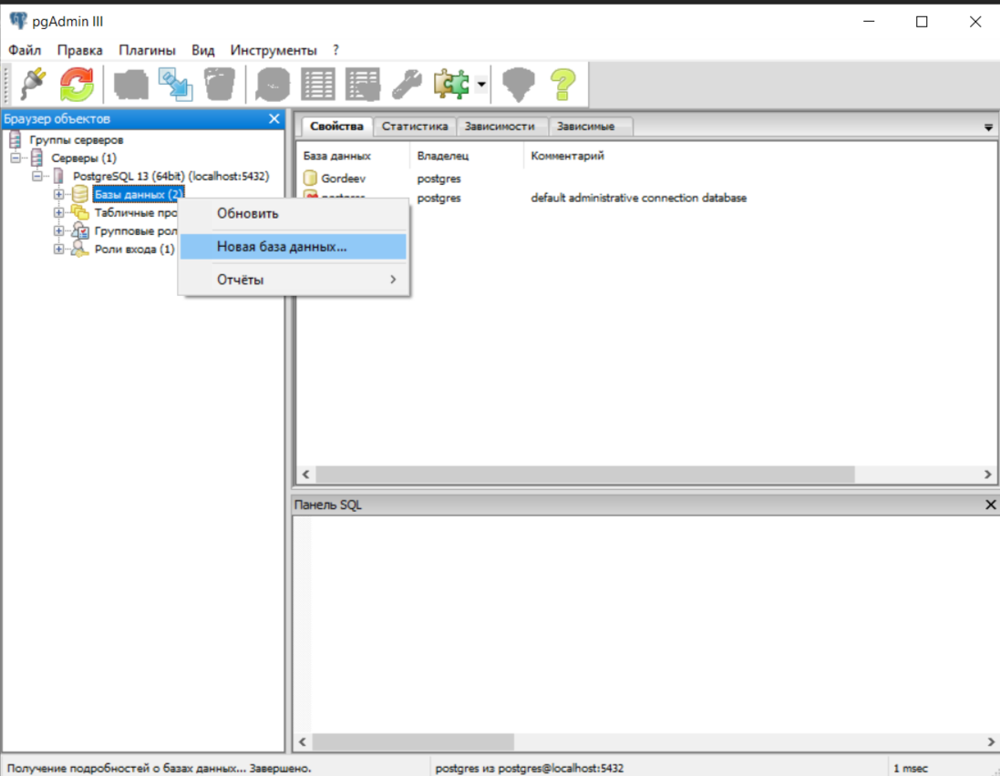 pgAdmin III
Файл Правка Плагины Вид Инструменты ?
Браузер объектов
Группы серверов
Серверы (1)
PostgreSQL 13 (64bit) (localhost:5432)
Базы данных (2)
Табличные про
Групповые рол
Роли входа (1)
Обновить
Новая база данных...
Отчёты
Свойства Статистика Зависимости Зависимые
База данных Владелец Комментарий
Gordeev postgres
postgres postgres default administrative connection database
Панель SQL
Получение подробностей о базах данных... Завершено. postgres из postgres@localhost:5432 1 msec